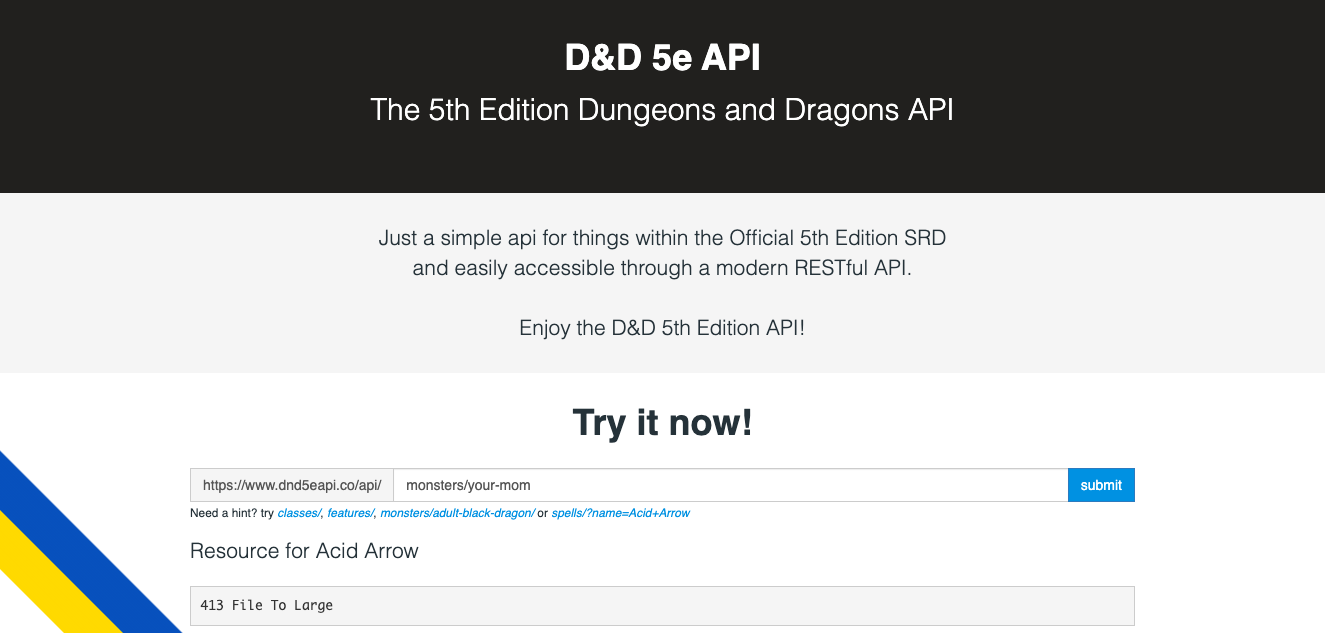 D&D 5e API
The 5th Edition Dungeons and Dragons API
Just a simple api for things within the Official 5th Edition SRD
and easily accessible through a modern RESTful API.
Enjoy the D&D 5th Edition API!
Try it now!
https://www.dnd5eapi.co/api/ monsters/your-mom submit
Need a hint? try classes/, features/, monsters/adult-black-dragon/ or spells/?name=Acid+Arrow
Resource for Acid Arrow
413 File To Large